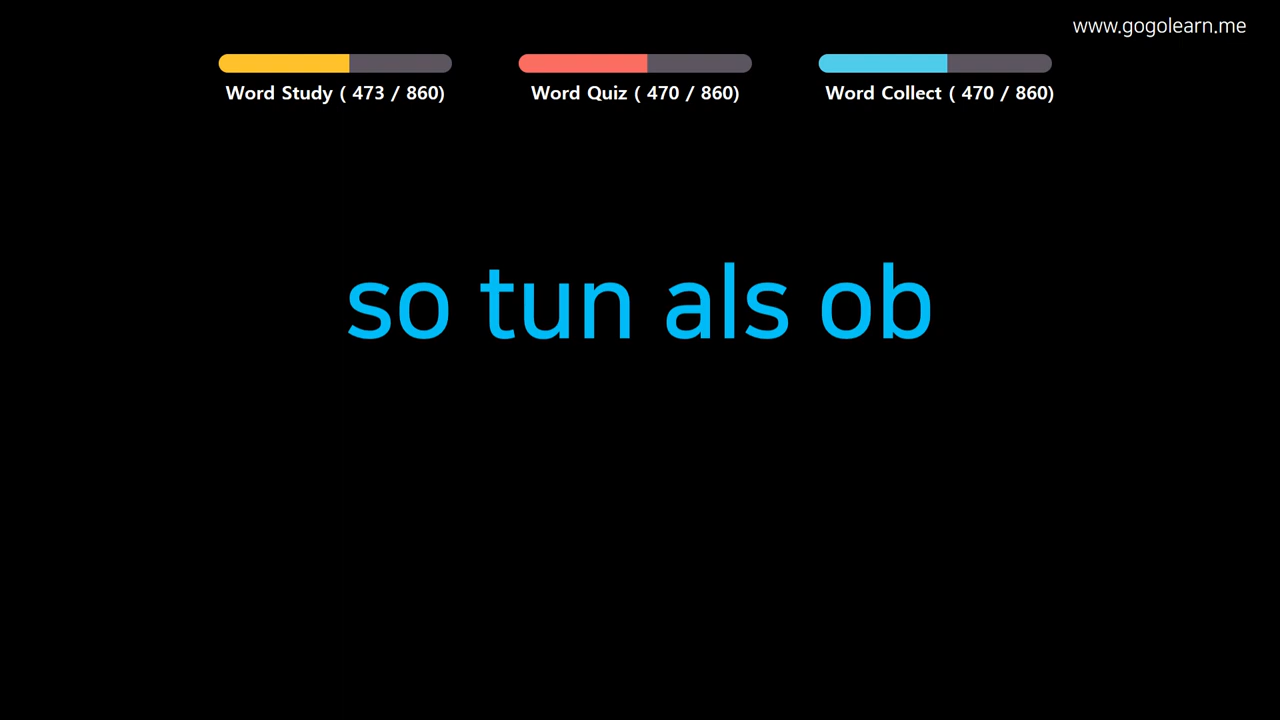 www.gogolearn.me
Word Study ( 473 / 860)
Word Quiz ( 470 / 860)
Word Collect ( 470 / 860)
so tun als ob